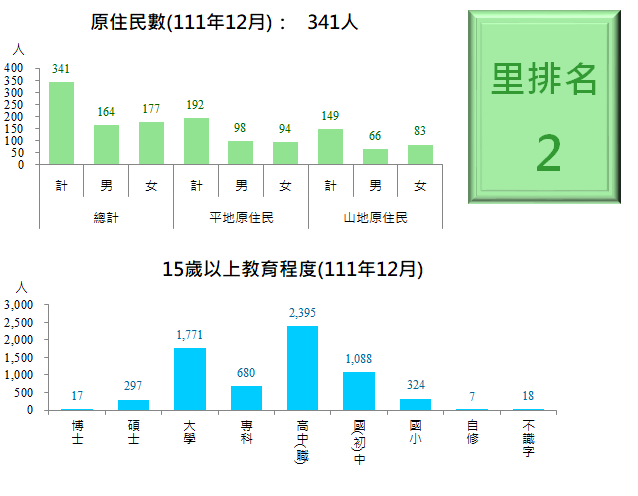 原住民數(111年12月)： 341人
里排名
2
人
400
350
300
250
200
150
100
50
0
341
164
177
192
98
94
149
66
83
計 男 女 計 男 女 計 男 女
總計 平地原住民 山地原住民
15歲以上教育程度(111年12月)
人
3,000
2,500
2,000
1,500
1,000
500
0
17
297
1,771
680
2,395
1,088
324
7
18
博士
碩士
大學
專科
高中(職)
國(初)中
國小
自修
不識字